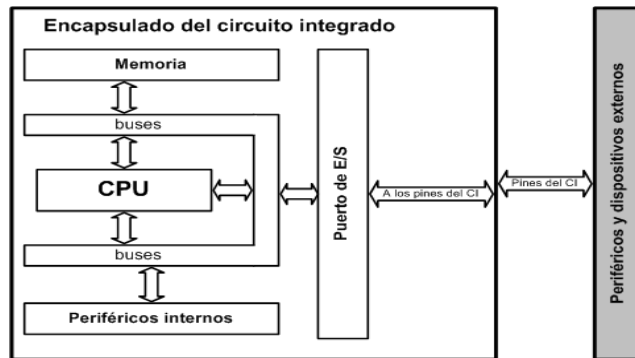 Encapsulado del circuito integrado
Memoria
buses
CPU
buses
Periféricos internos
Puerto de E/S
A los pines del CI
Pines del CI
Periféricos y dispositivos externos